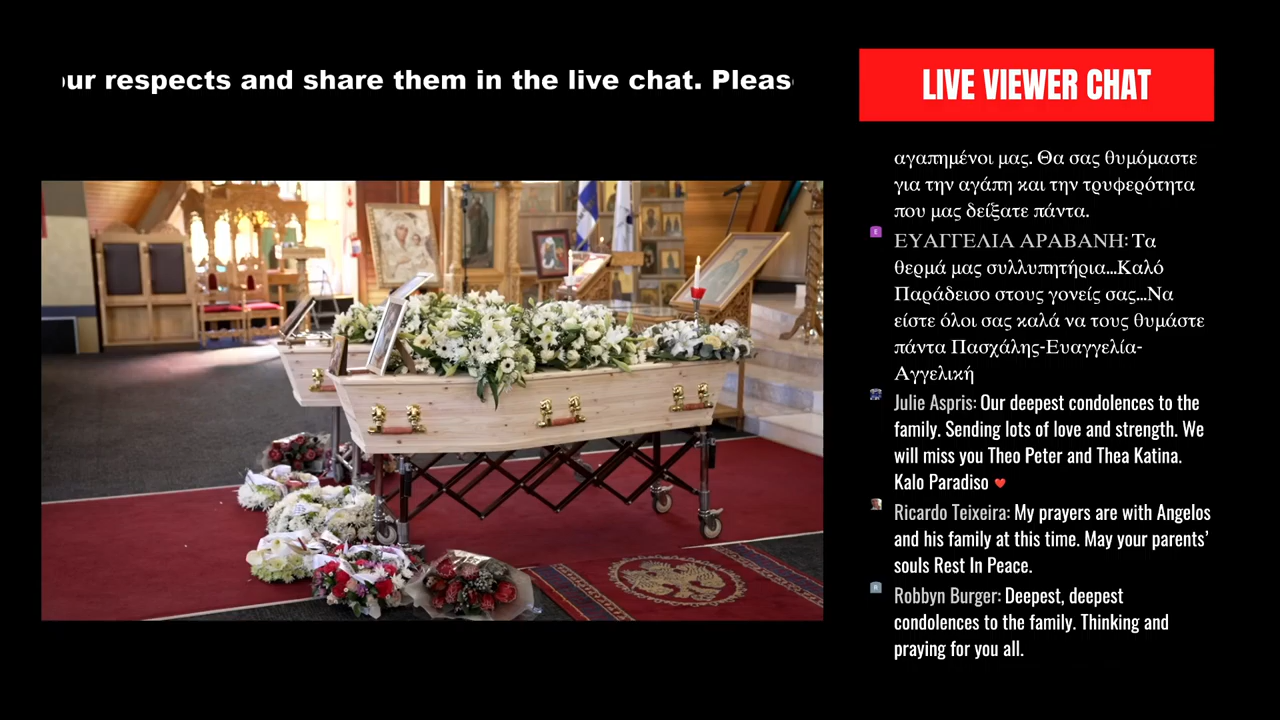 our respects and share them in the live chat. Please
LIVE VIEWER CHAT
αγαπημένοι μας. Θα σας θυμόμαστε
για την αγάπη και την τρυφερότητα
που μας δείξατε πάντα.
ΕΥΑΓΓΕΛΙΑ ΑΡΑΒΑΝΗ: Τα
θερμά μας συλλυπητήρια...Καλό
Παράδεισο στους γονείς σας...Να
είστε όλοι σας καλά να τους θυμάστε
πάντα Πασχάλης-Ευαγγελία-
Αγγελική
Julie Aspris: Our deepest condolences to the
family. Sending lots of love and strength. We
will miss you Theo Peter and Thea Katina.
Kalo Paradiso ❤
Ricardo Teixeira: My prayers are with Angelos
and his family at this time. May your parents’
souls Rest In Peace.
Robbyn Burger: Deepest, deepest
condolences to the family. Thinking and
praying for you all.